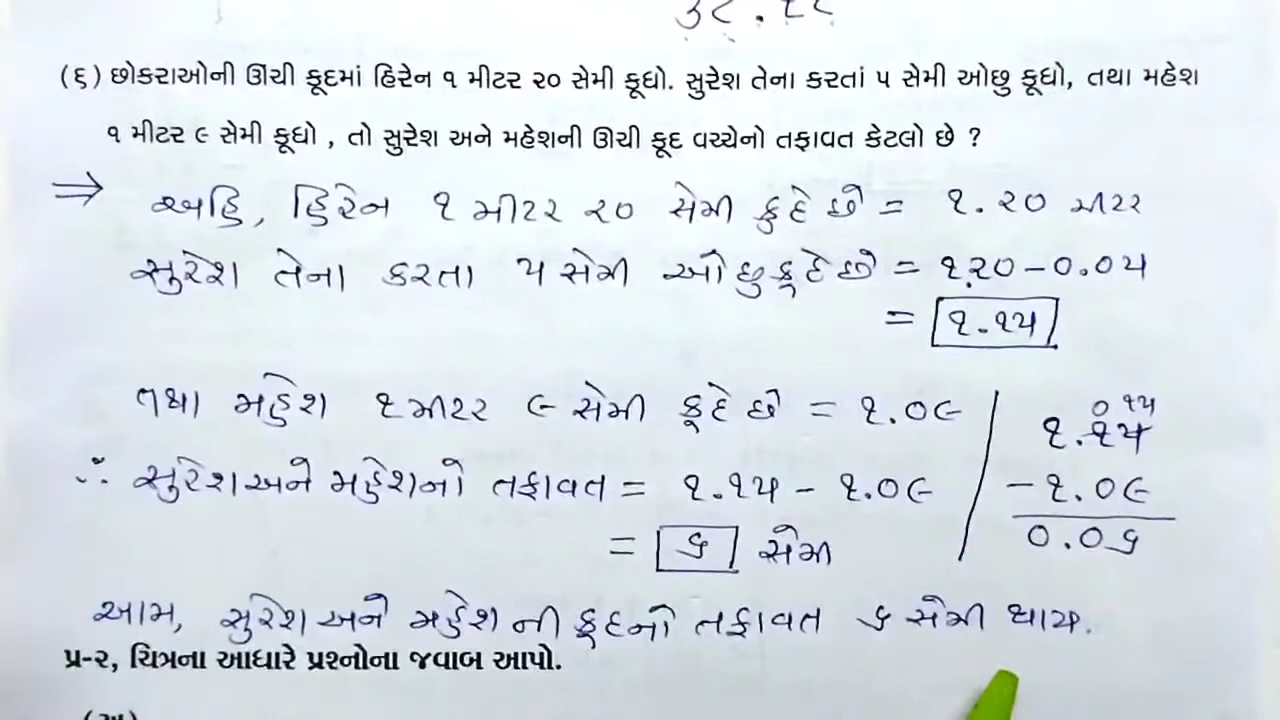 (૬) છોકરાઓની ઊંચી કૂદમાં હિરેન ૧ મીટર ૨૦ સેમી કૂધો. સુરેશ તેના કરતાં ૫ સેમી ઓછુ કૂધો, તથા મહેશ
૧ મીટર ૯ સેમી કૂધો , તો સુરેશ અને મહેશની ઊચી કૂદ વચ્ચેનો તફાવત કેટલો છે ?
⇒ અહિ, હિરેન ૧ મીટર ૨૦ સેમી કુદે છે = ૧.૨૦ મીટર
સુરેશ તેના કરતા ૫ સેમી ઓછુ કૂદે છે = ૧.૨૦ - ૦.૦૫
= ૧.૧૫
તથા મહેશ ૧ મીટર ૯ સેમી કૂદે છે = ૧.૦૯
∴ સુરેશ અને મહેશનો તફાવત = ૧.૧૫ - ૧.૦૯
= ૬ સેમી
૦ ૧૫
૧.૧૫
- ૧.૦૯
૦.૦૬
આમ, સુરેશ અને મહેશ ની કૂદનો તફાવત ૬ સેમી થાય.
પ્ર-૨, ચિત્રના આધારે પ્રશ્નોના જવાબ આપો.